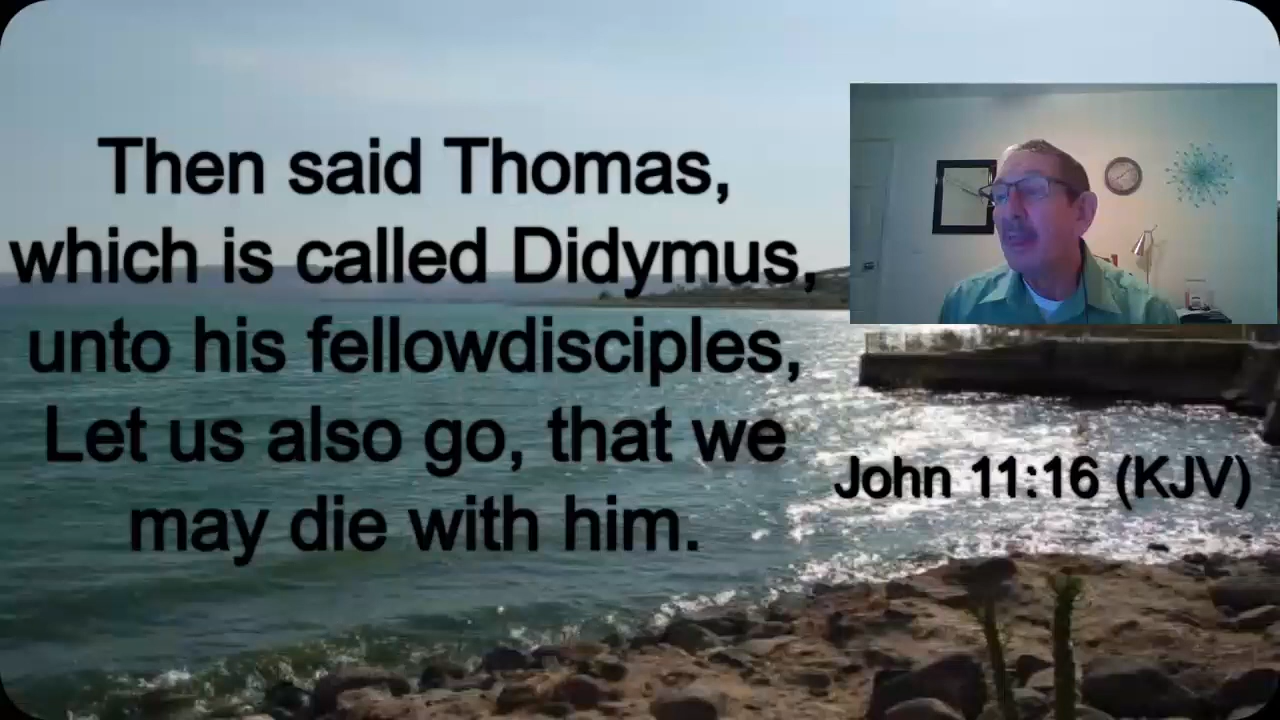 Then said Thomas,
which is called Didymus,
unto his fellowdisciples,
Let us also go, that we
may die with him.
John 11:16 (KJV)